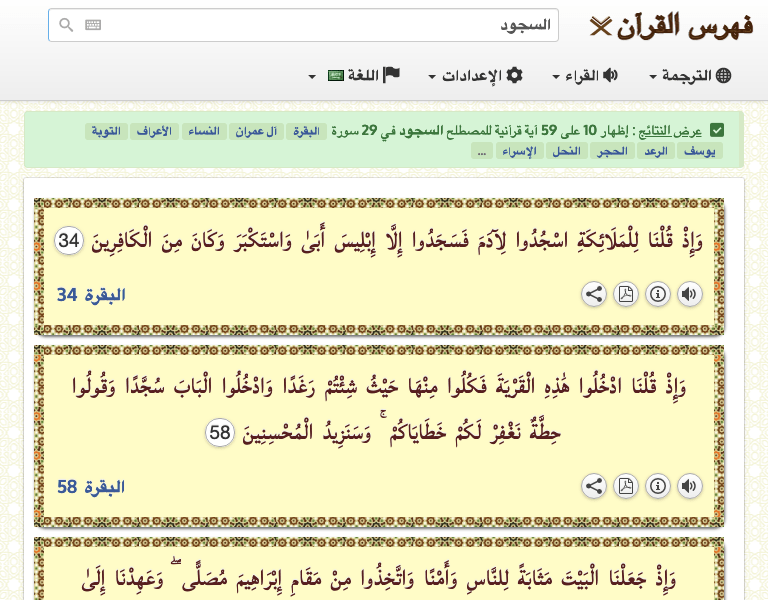 فهرس القرآن
السجود
الترجمة
القراء
الإعدادات
اللغة
عرض النتائج : إظهار 10 على 59 آية قرآنية للمصطلح السجود في 29 سورة البقرة آل عمران النساء الأعراف التوبة
يوسف الرعد الحجر النحل الإسراء ...
وَإِذْ قُلْنَا لِلْمَلَائِكَةِ اسْجُدُوا لِآدَمَ فَسَجَدُوا إِلَّا إِبْلِيسَ أَبَىٰ وَاسْتَكْبَرَ وَكَانَ مِنَ الْكَافِرِينَ 34
البقرة 34
وَإِذْ قُلْنَا ادْخُلُوا هَٰذِهِ الْقَرْيَةَ فَكُلُوا مِنْهَا حَيْثُ شِئْتُمْ رَغَدًا وَادْخُلُوا الْبَابَ سُجَّدًا وَقُولُوا
حِطَّةٌ نَغْفِرْ لَكُمْ خَطَايَاكُمْ ۚ وَسَنَزِيدُ الْمُحْسِنِينَ 58
البقرة 58
وَإِذْ جَعَلْنَا الْبَيْتَ مَثَابَةً لِلنَّاسِ وَأَمْنًا وَاتَّخِذُوا مِنْ مَقَامِ إِبْرَاهِيمَ مُصَلًّى ۖ وَعَهِدْنَا إِلَىٰ